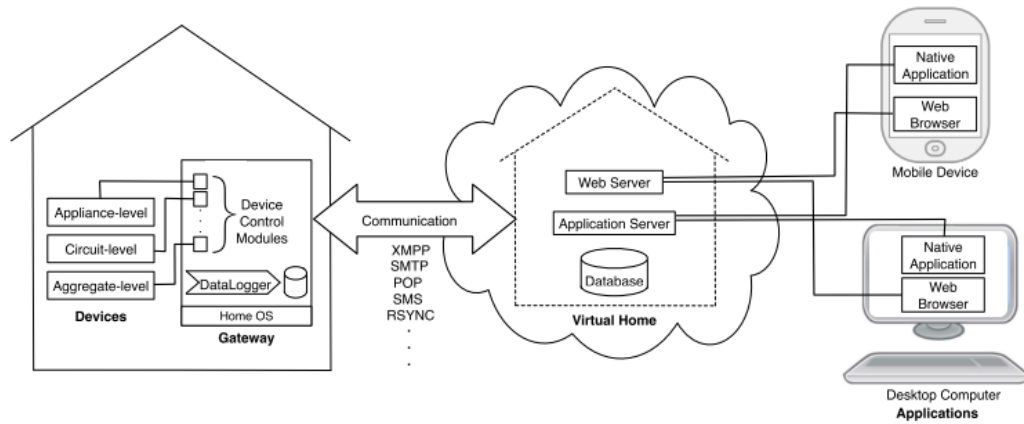 Appliance-level
Circuit-level
Aggregate-level
Devices
Device
Control
Modules
DataLogger
Home OS
Gateway
Communication
XMPP
SMTP
POP
SMS
RSYNC
.
.
.
Web Server
Application Server
Database
Virtual Home
Native
Application
Web
Browser
Mobile Device
Native
Application
Web
Browser
Desktop Computer
Applications